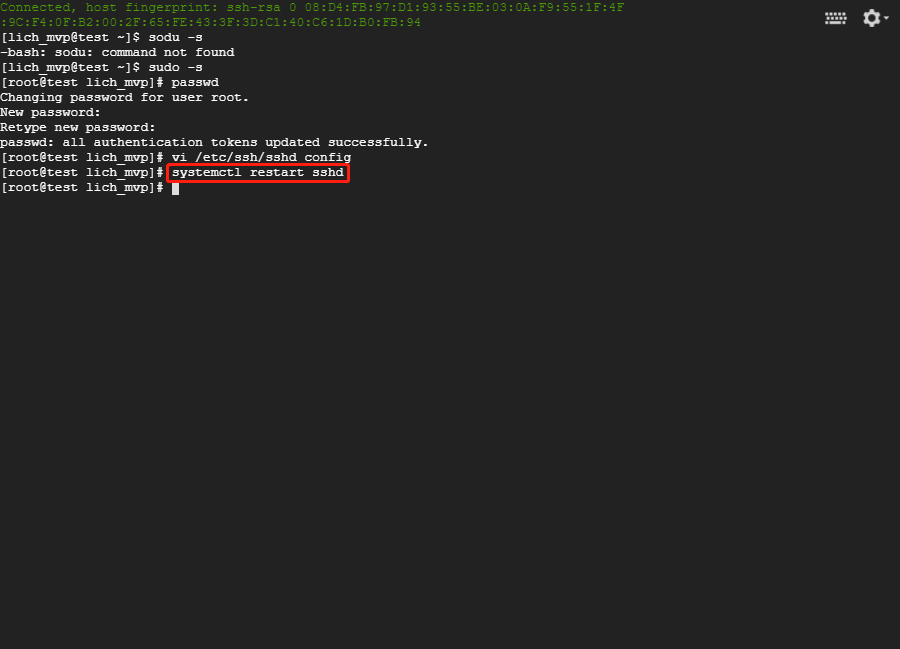 Connected, host fingerprint: ssh-rsa 0 08:D4:FB:97:D1:93:55:BE:03:0A:F9:55:1F:4F
:9C:F4:0F:B2:00:2F:65:FE:43:3F:3D:C1:40:C6:1D:B0:FB:94
[lich_mvp@test ~]$ sodu -s
-bash: sodu: command not found
[lich_mvp@test ~]$ sudo -s
[root@test lich_mvp]# passwd
Changing password for user root.
New password:
Retype new password:
passwd: all authentication tokens updated successfully.
[root@test lich_mvp]# vi /etc/ssh/sshd_config
[root@test lich_mvp]# systemctl restart sshd
[root@test lich_mvp]#